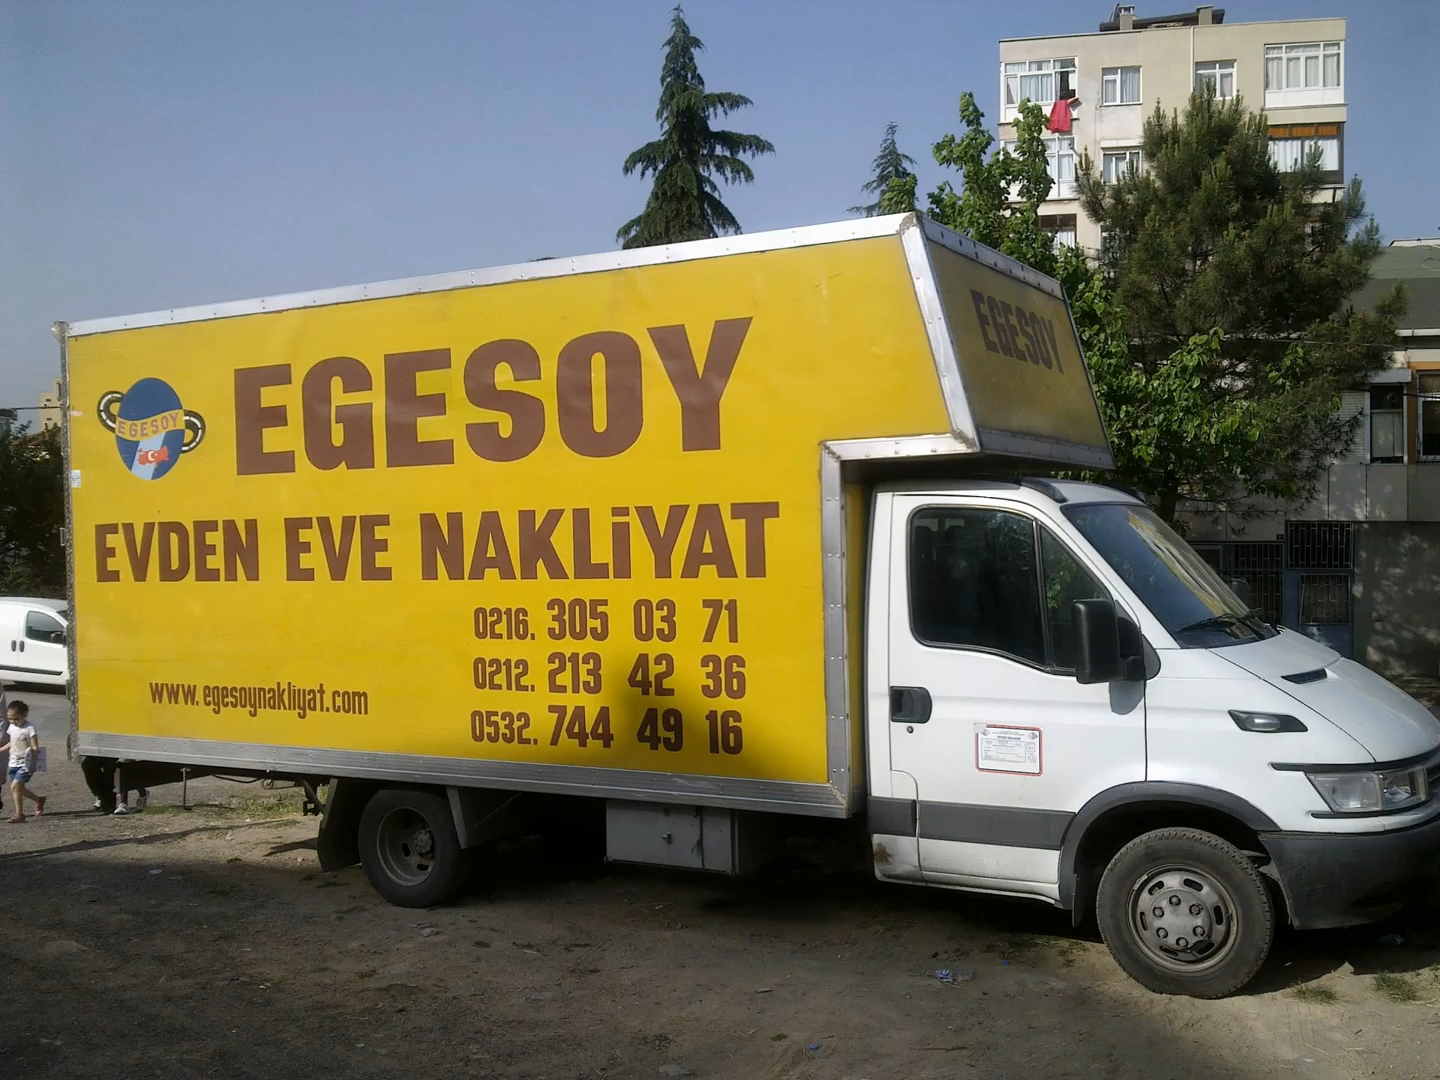 EGESOY
EGESOY
EGESOY
EVDEN EVE NAKLiYAT
0216. 305 03 71
0212. 213 42 36
0532. 744 49 16
www.egesoynakliyat.com